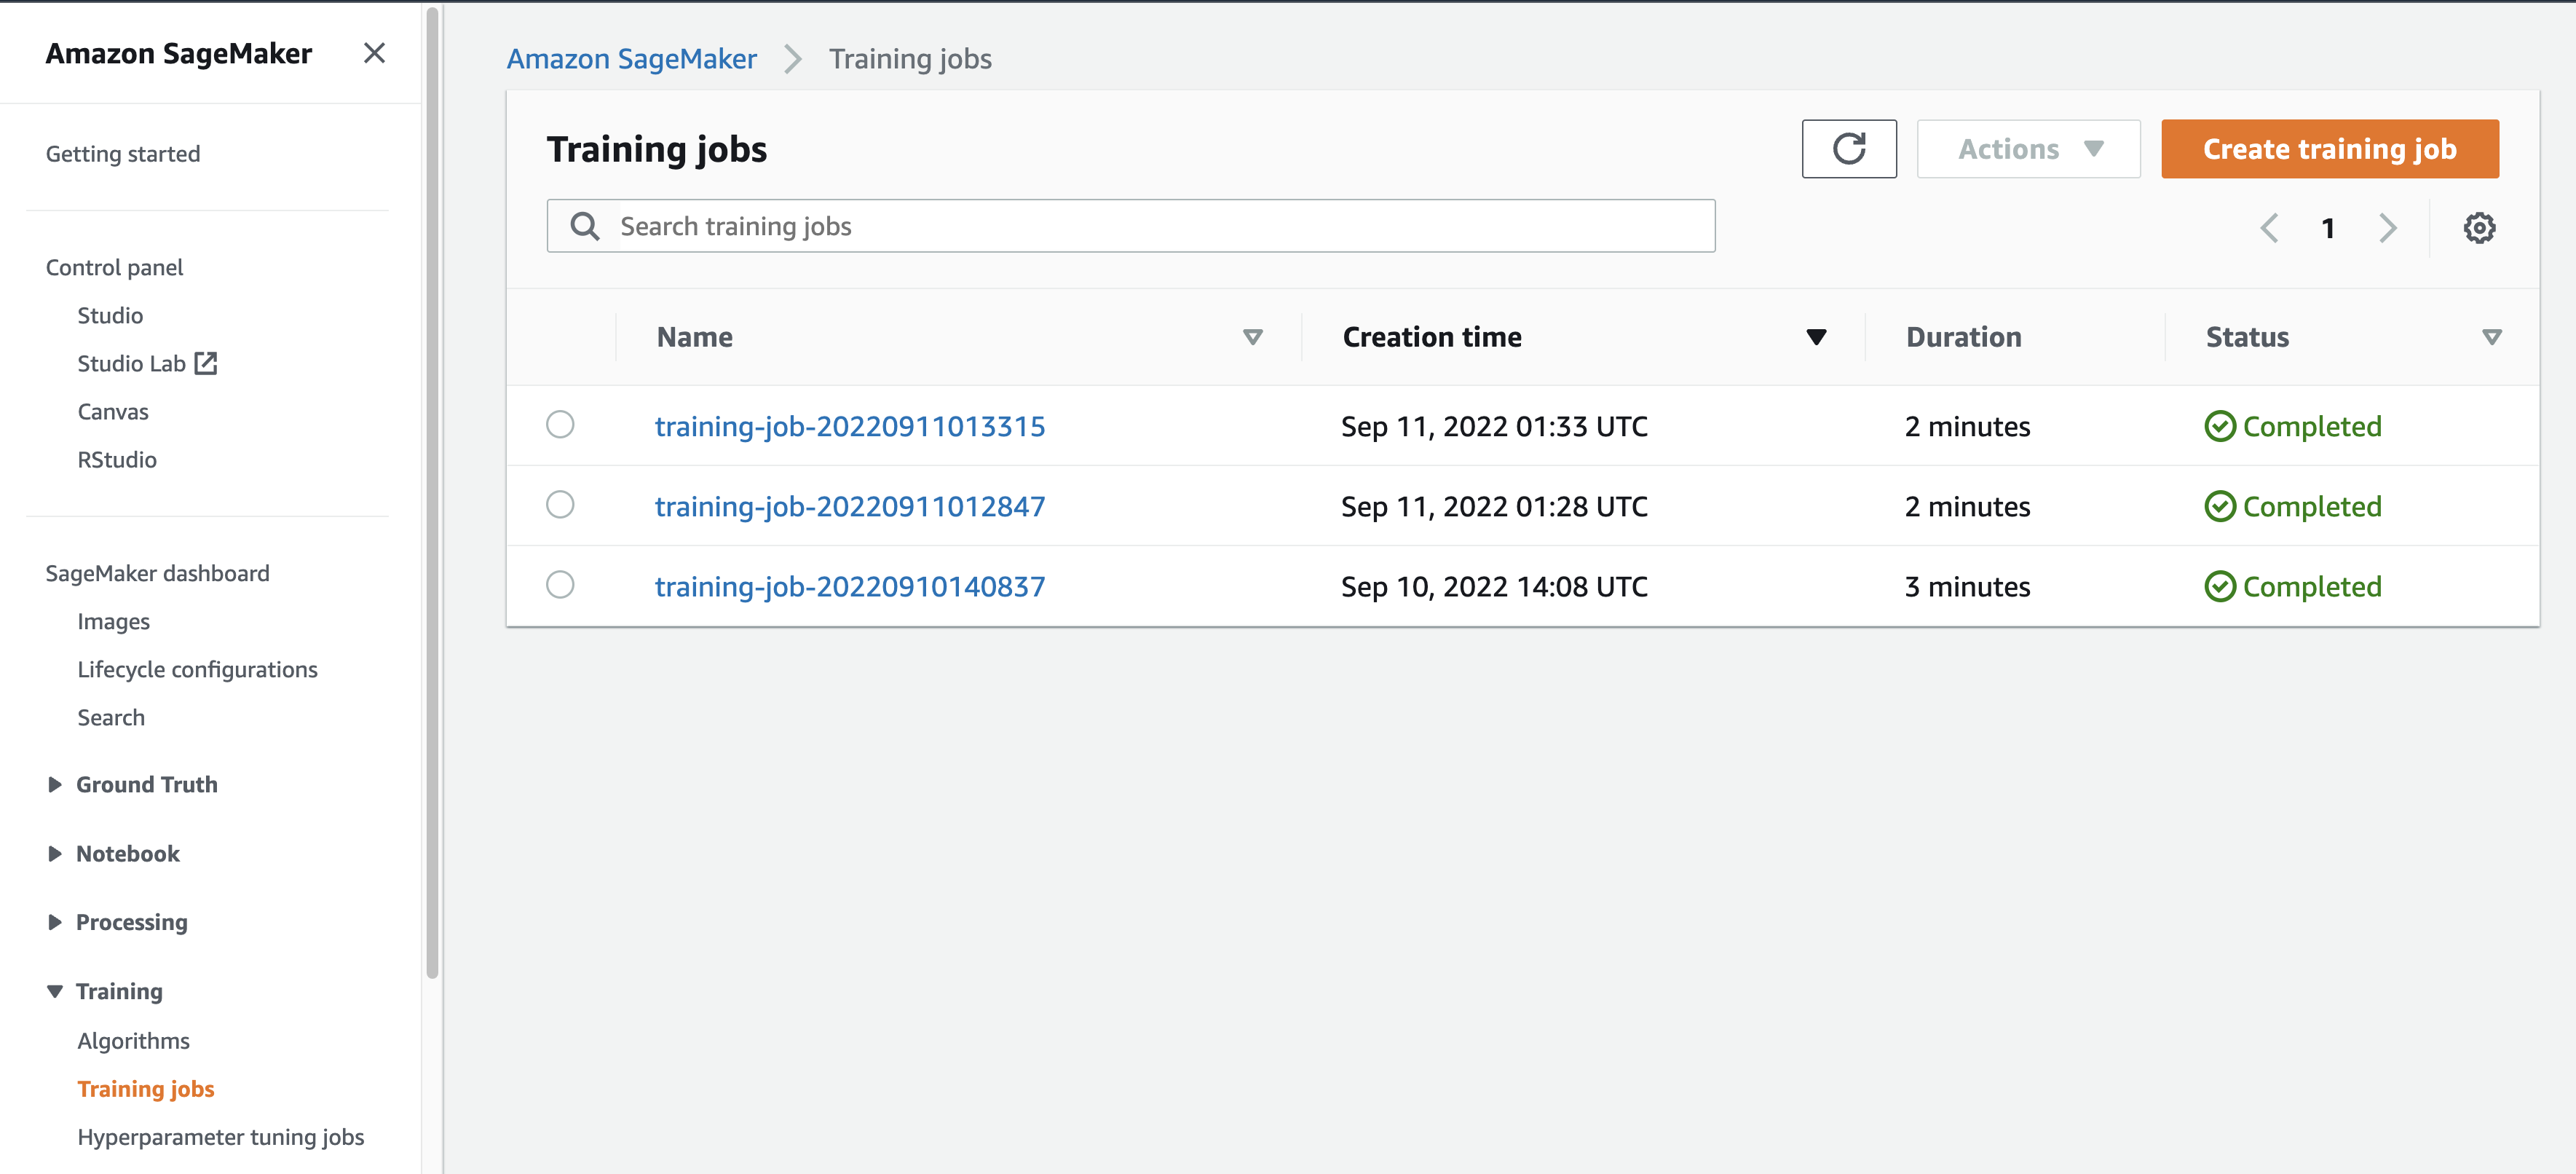 Amazon SageMaker
Getting started
Control panel
Studio
Studio Lab
Canvas
RStudio
SageMaker dashboard
Images
Lifecycle configurations
Search
Ground Truth
Notebook
Processing
Training
Algorithms
Training jobs
Hyperparameter tuning jobs
Amazon SageMaker Training jobs
Training jobs
Actions Create training job
Search training jobs
1
Name Creation time Duration Status
training-job-20220911013315 Sep 11, 2022 01:33 UTC 2 minutes Completed
training-job-20220911012847 Sep 11, 2022 01:28 UTC 2 minutes Completed
training-job-20220910140837 Sep 10, 2022 14:08 UTC 3 minutes Completed